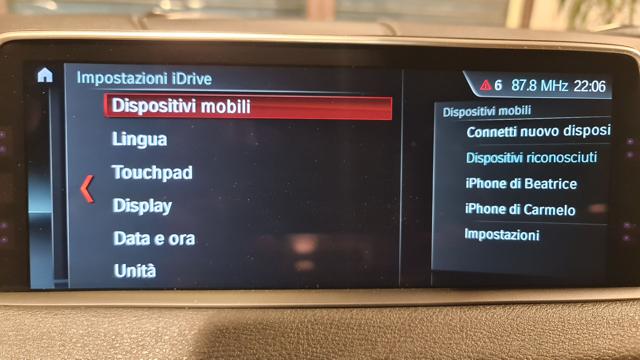 Impostazioni iDrive
6 87.8 MHz 22:06
Dispositivi mobili
Lingua
Touchpad
Display
Data e ora
Unità
Dispositivi mobili
Connetti nuovo disposi
Dispositivi riconosciuti
iPhone di Beatrice
iPhone di Carmelo
Impostazioni